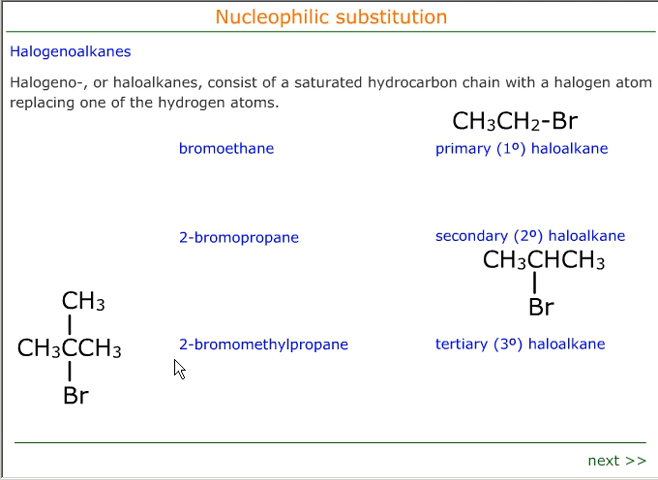 Nucleophilic substitution
Halogenoalkanes
Halogeno-, or haloalkanes, consist of a saturated hydrocarbon chain with a halogen atom
replacing one of the hydrogen atoms.
CH₃CH₂-Br
bromoethane
primary (1º) haloalkane
2-bromopropane
secondary (2º) haloalkane
CH₃CHCH₃
Br
CH₃
CH₃CCH₃
Br
2-bromomethylpropane
tertiary (3º) haloalkane
next >>